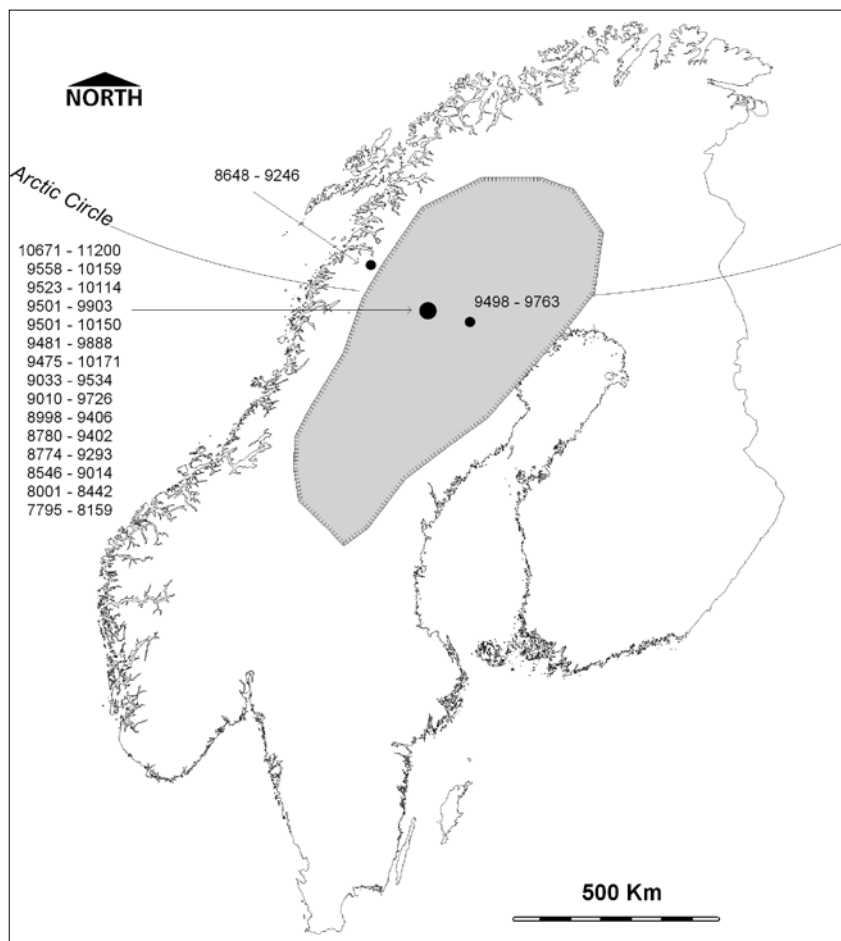 NORTH
8648 - 9246
Arctic Circle
10671 - 11200
9558 - 10159
9523 - 10114
9501 - 9903
9501 - 10150
9481 - 9888
9475 - 10171
9033 - 9534
9010 - 9726
8998 - 9406
8780 - 9402
8774 - 9293
8546 - 9014
8001 - 8442
7795 - 8159
9498 - 9763
500 Km